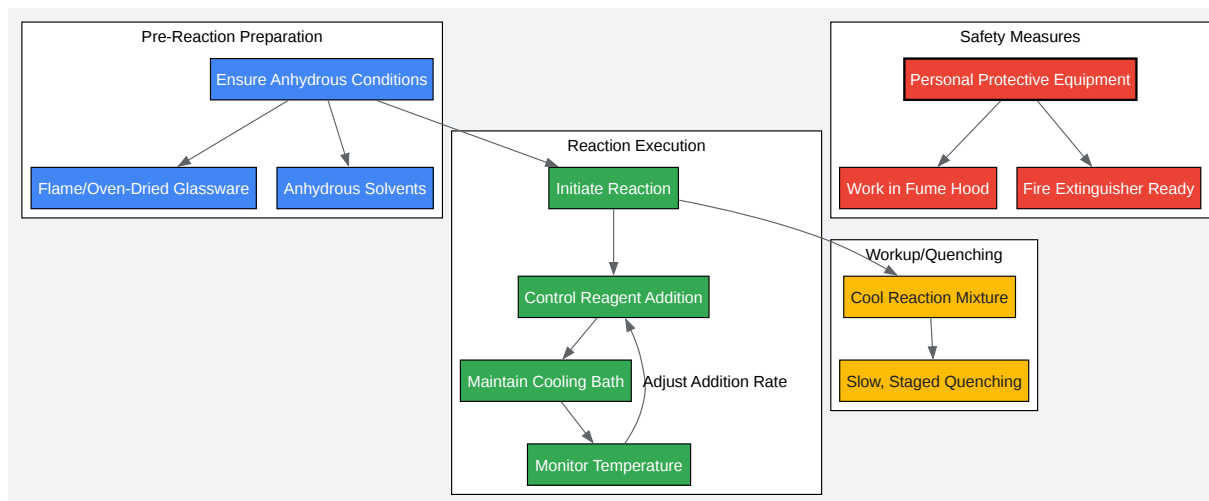 Pre-Reaction Preparation
Ensure Anhydrous Conditions
Flame/Oven-Dried Glassware
Anhydrous Solvents
Reaction Execution
Initiate Reaction
Control Reagent Addition
Maintain Cooling Bath
Adjust Addition Rate
Monitor Temperature
Safety Measures
Personal Protective Equipment
Work in Fume Hood
Fire Extinguisher Ready
Workup/Quenching
Cool Reaction Mixture
Slow, Staged Quenching